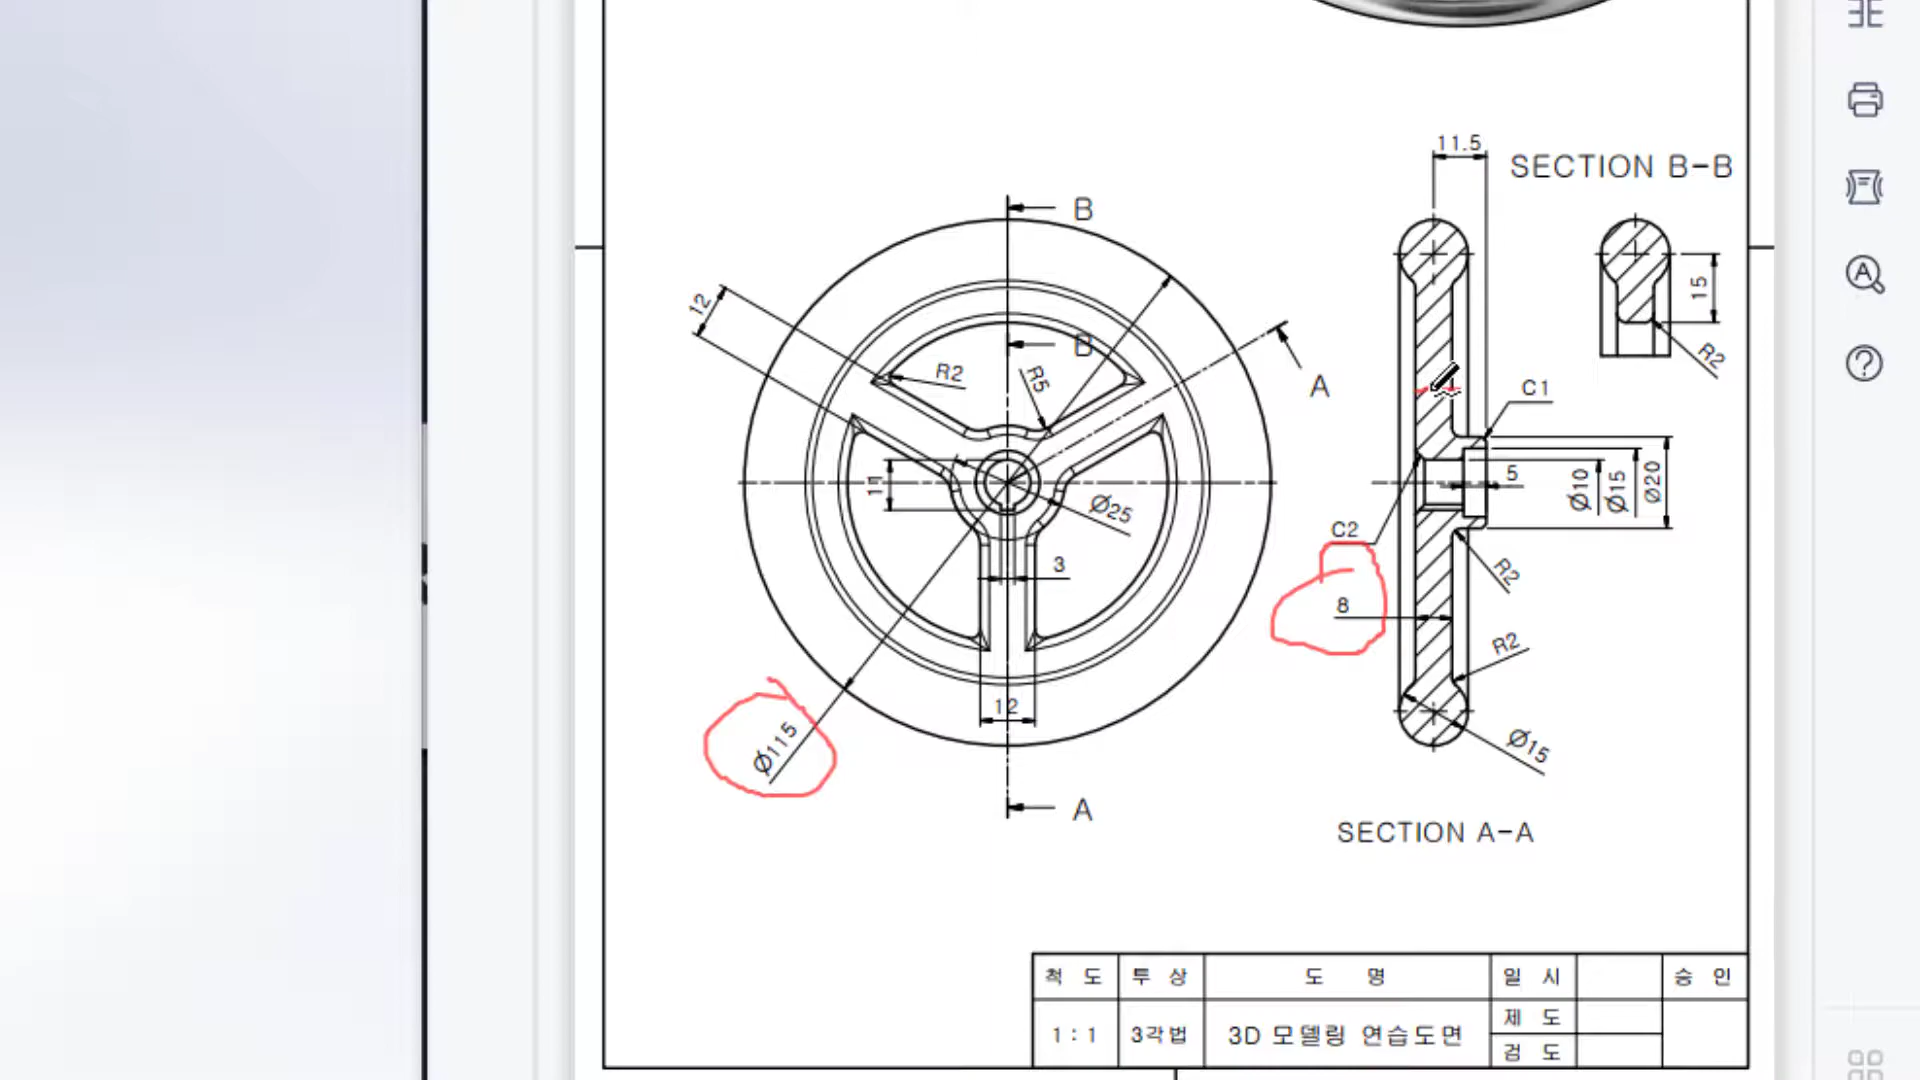 11.5
SECTION B-B
B
12
B
R2
R5
A
15
R2
C1
11
Ø25
5
Ø10
Ø15
Ø20
C2
3
8
R2
R2
12
Ø115
Ø15
A
SECTION A-A
척 도 투 상 도 명 일 시 승 인
1 : 1 3각법 3D 모델링 연습도면 제 도
검 도